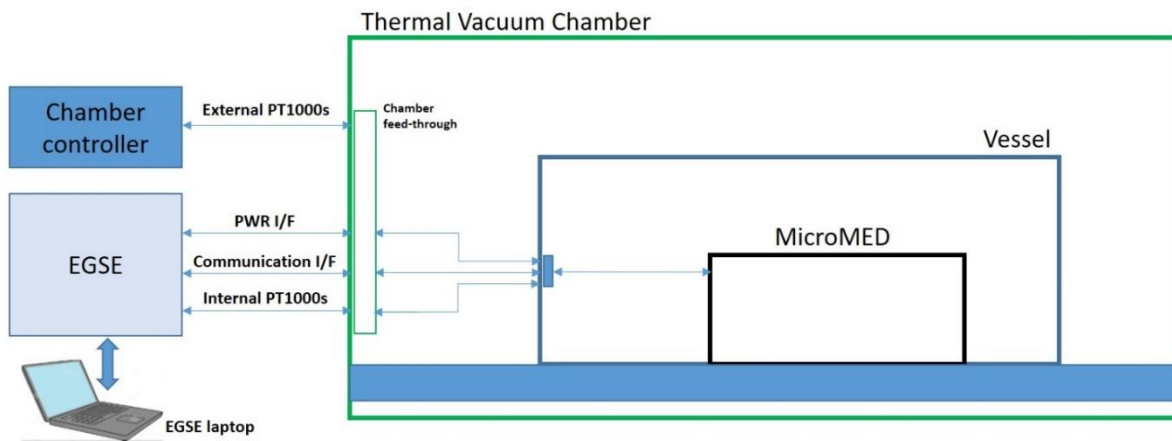 Thermal Vacuum Chamber
Chamber
controller
External PT1000s
Chamber
feed-through
Vessel
EGSE
PWR I/F
Communication I/F
Internal PT1000s
MicroMED
EGSE laptop